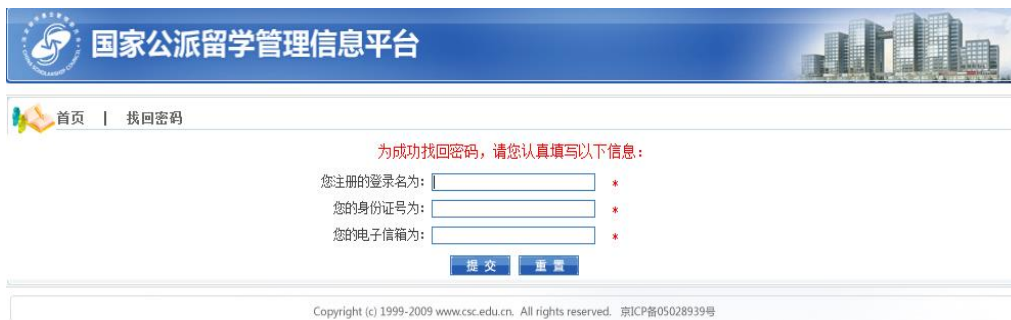 国家公派留学管理信息平台
首页 | 找回密码
为成功找回密码，请您认真填写以下信息：
您注册的登录名为： *
您的身份证号为： *
您的电子信箱为： *
提 交 重 置
Copyright (c) 1999-2009 www.csc.edu.cn. All rights reserved. 京ICP备05028939号